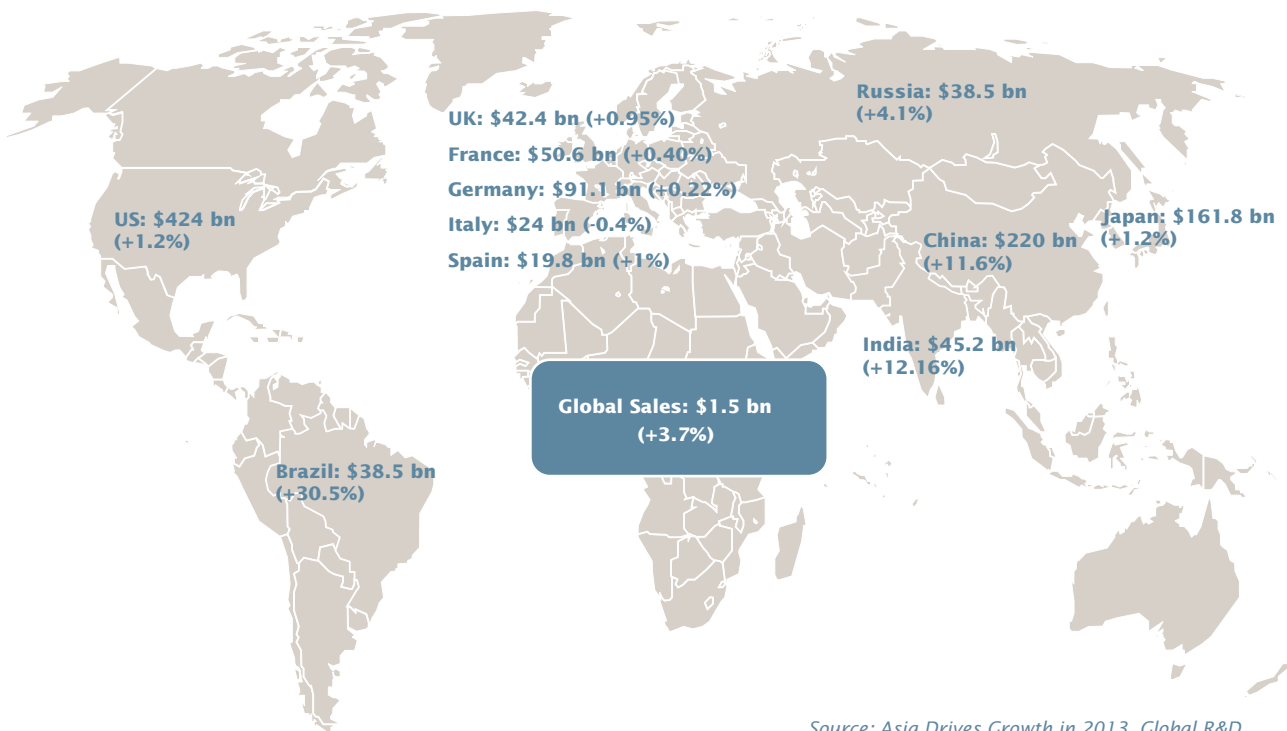 Russia: $38.5 bn
(+4.1%)
UK: $42.4 bn (+0.95%)
France: $50.6 bn (+0.40%)
Germany: $91.1 bn (+0.22%)
Italy: $24 bn (-0.4%)
Spain: $19.8 bn (+1%)
US: $424 bn
(+1.2%)
Japan: $161.8 bn
(+1.2%)
China: $220 bn
(+11.6%)
India: $45.2 bn
(+12.16%)
Global Sales: $1.5 bn
(+3.7%)
Brazil: $38.5 bn
(+30.5%)
Source: Asia Drives Growth in 2013, Global R&D